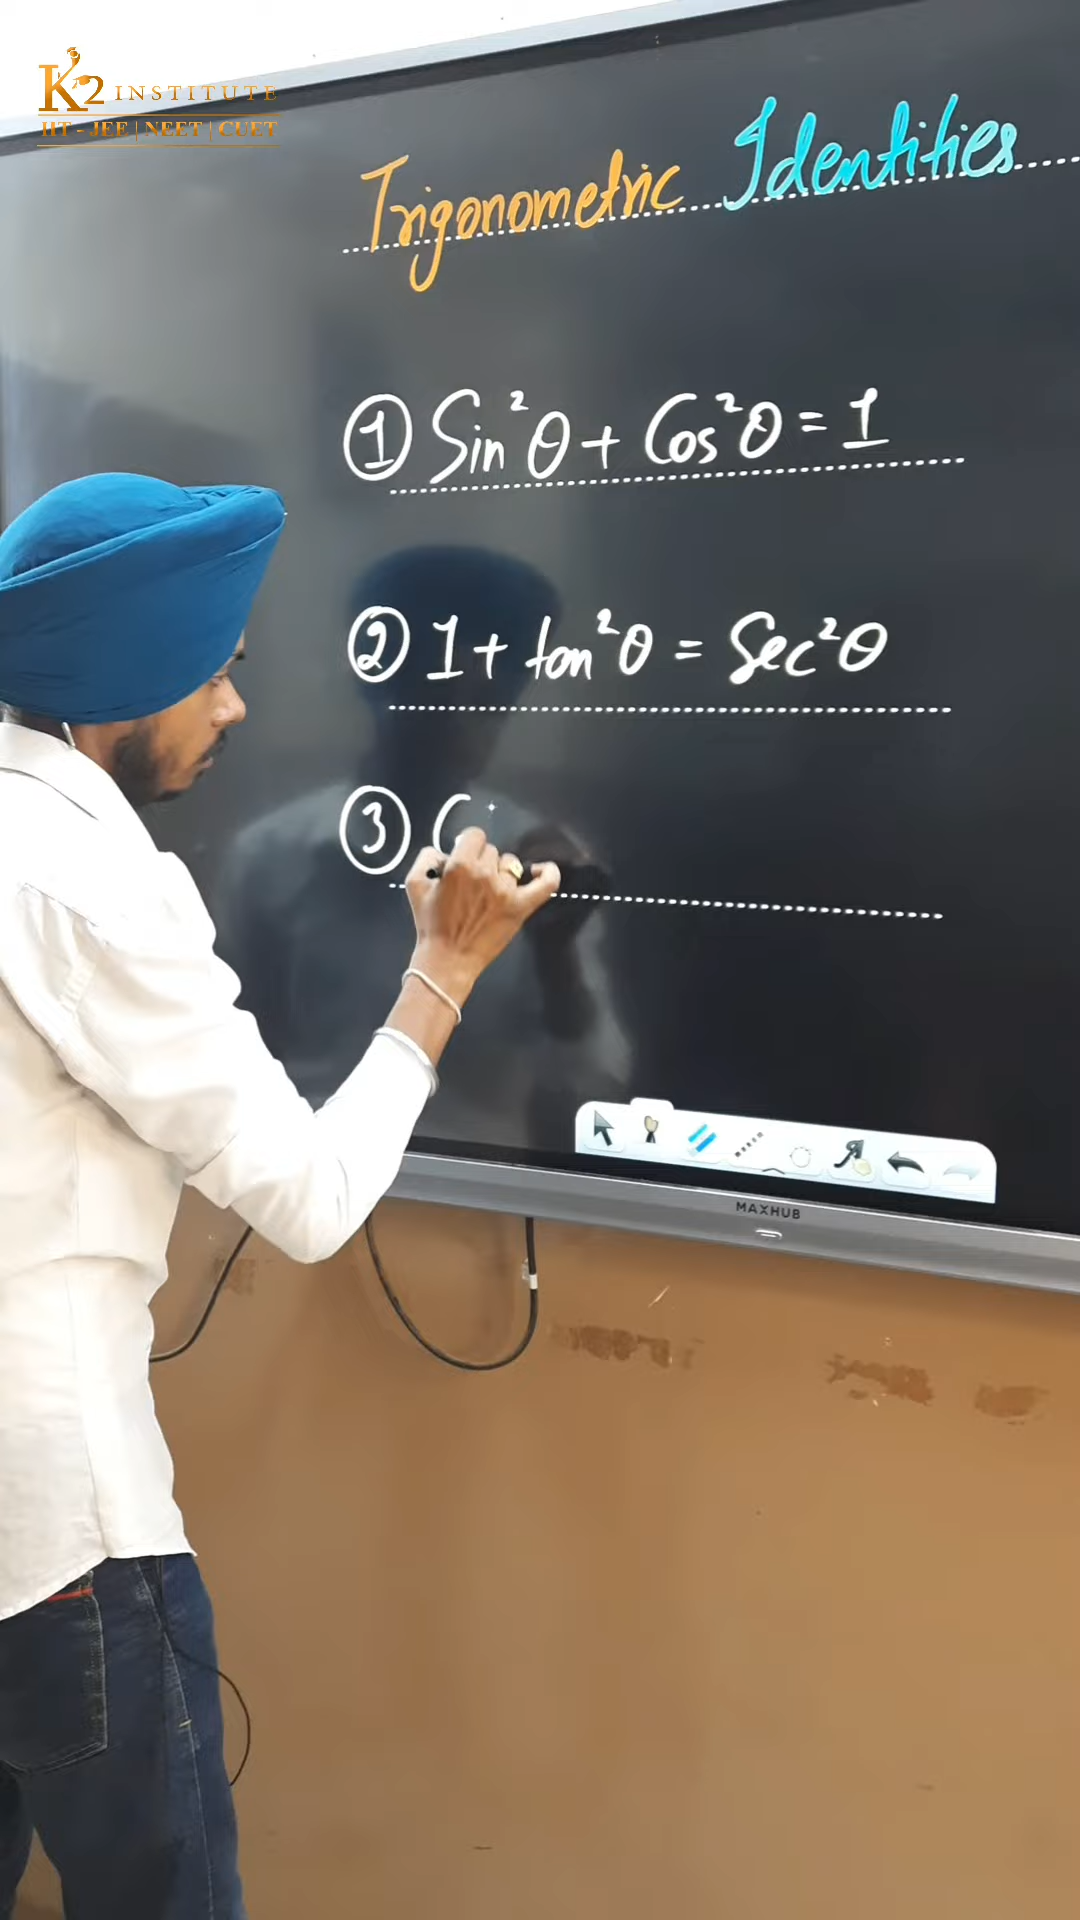 K2 INSTITUTE
IIT - JEE | NEET | CUET
Trigonometric Identities
① Sin²θ + Cos²θ = 1
② 1 + tan²θ = Sec²θ
③ C
MAXHUB